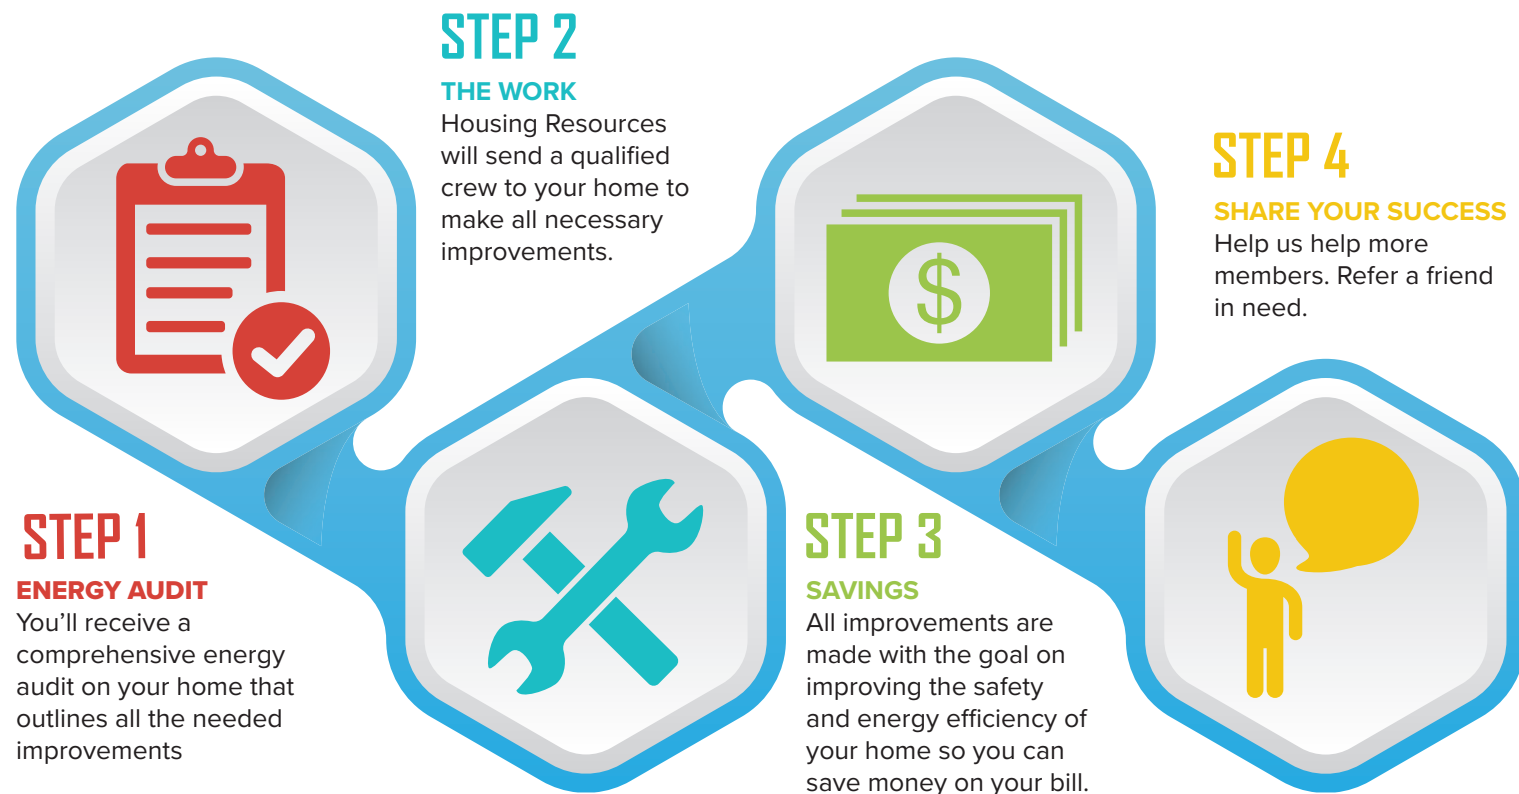 STEP 1
ENERGY AUDIT
You’ll receive a
comprehensive energy
audit on your home that
outlines all the needed
improvements
STEP 2
THE WORK
Housing Resources
will send a qualified
crew to your home to
make all necessary
improvements.
$
STEP 3
SAVINGS
All improvements are
made with the goal on
improving the safety
and energy efficiency of
your home so you can
save money on your bill.
STEP 4
SHARE YOUR SUCCESS
Help us help more
members. Refer a friend
in need.